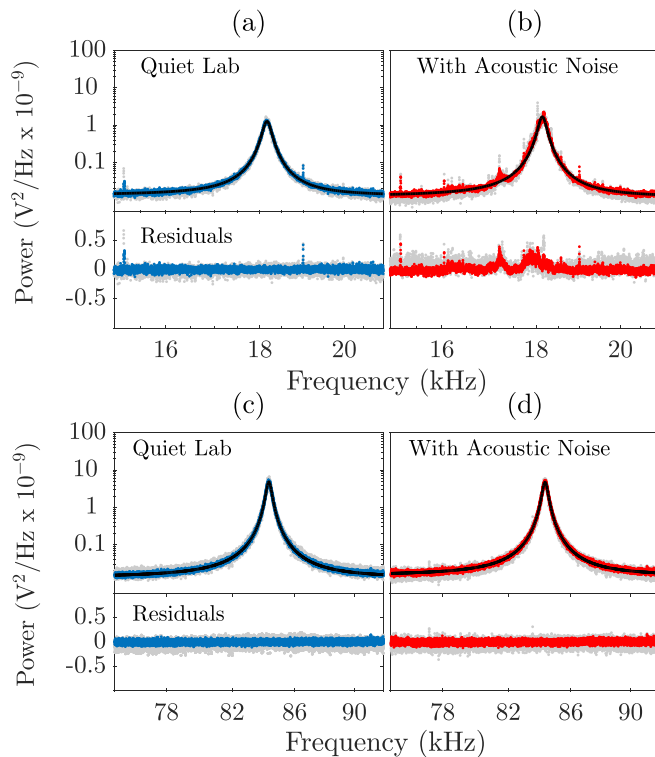 (a)
(b)
Quiet Lab
With Acoustic Noise
100
1
0.1
Residuals
0.5
0
-0.5
16
18
20
16
18
20
Power (V²/Hz x 10⁻⁹)
Frequency (kHz)
(c)
(d)
Quiet Lab
With Acoustic Noise
100
10
1
0.1
Residuals
0.5
0
-0.5
78
82
86
90
78
82
86
90
Power (V²/Hz x 10⁻⁹)
Frequency (kHz)